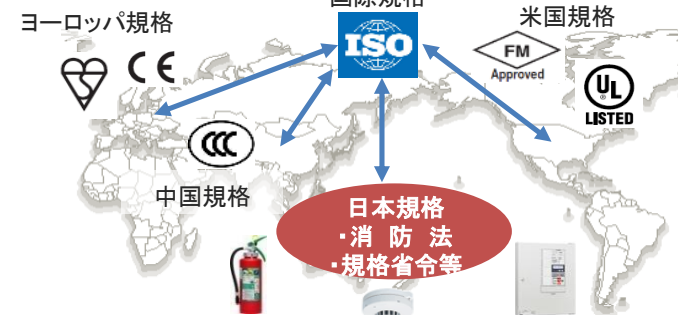 国際規格
ヨーロッパ規格
米国規格
ISO
FM
Approved
CE
UL
LISTED
CCC
中国規格
日本規格
・消 防 法
・規格省令等